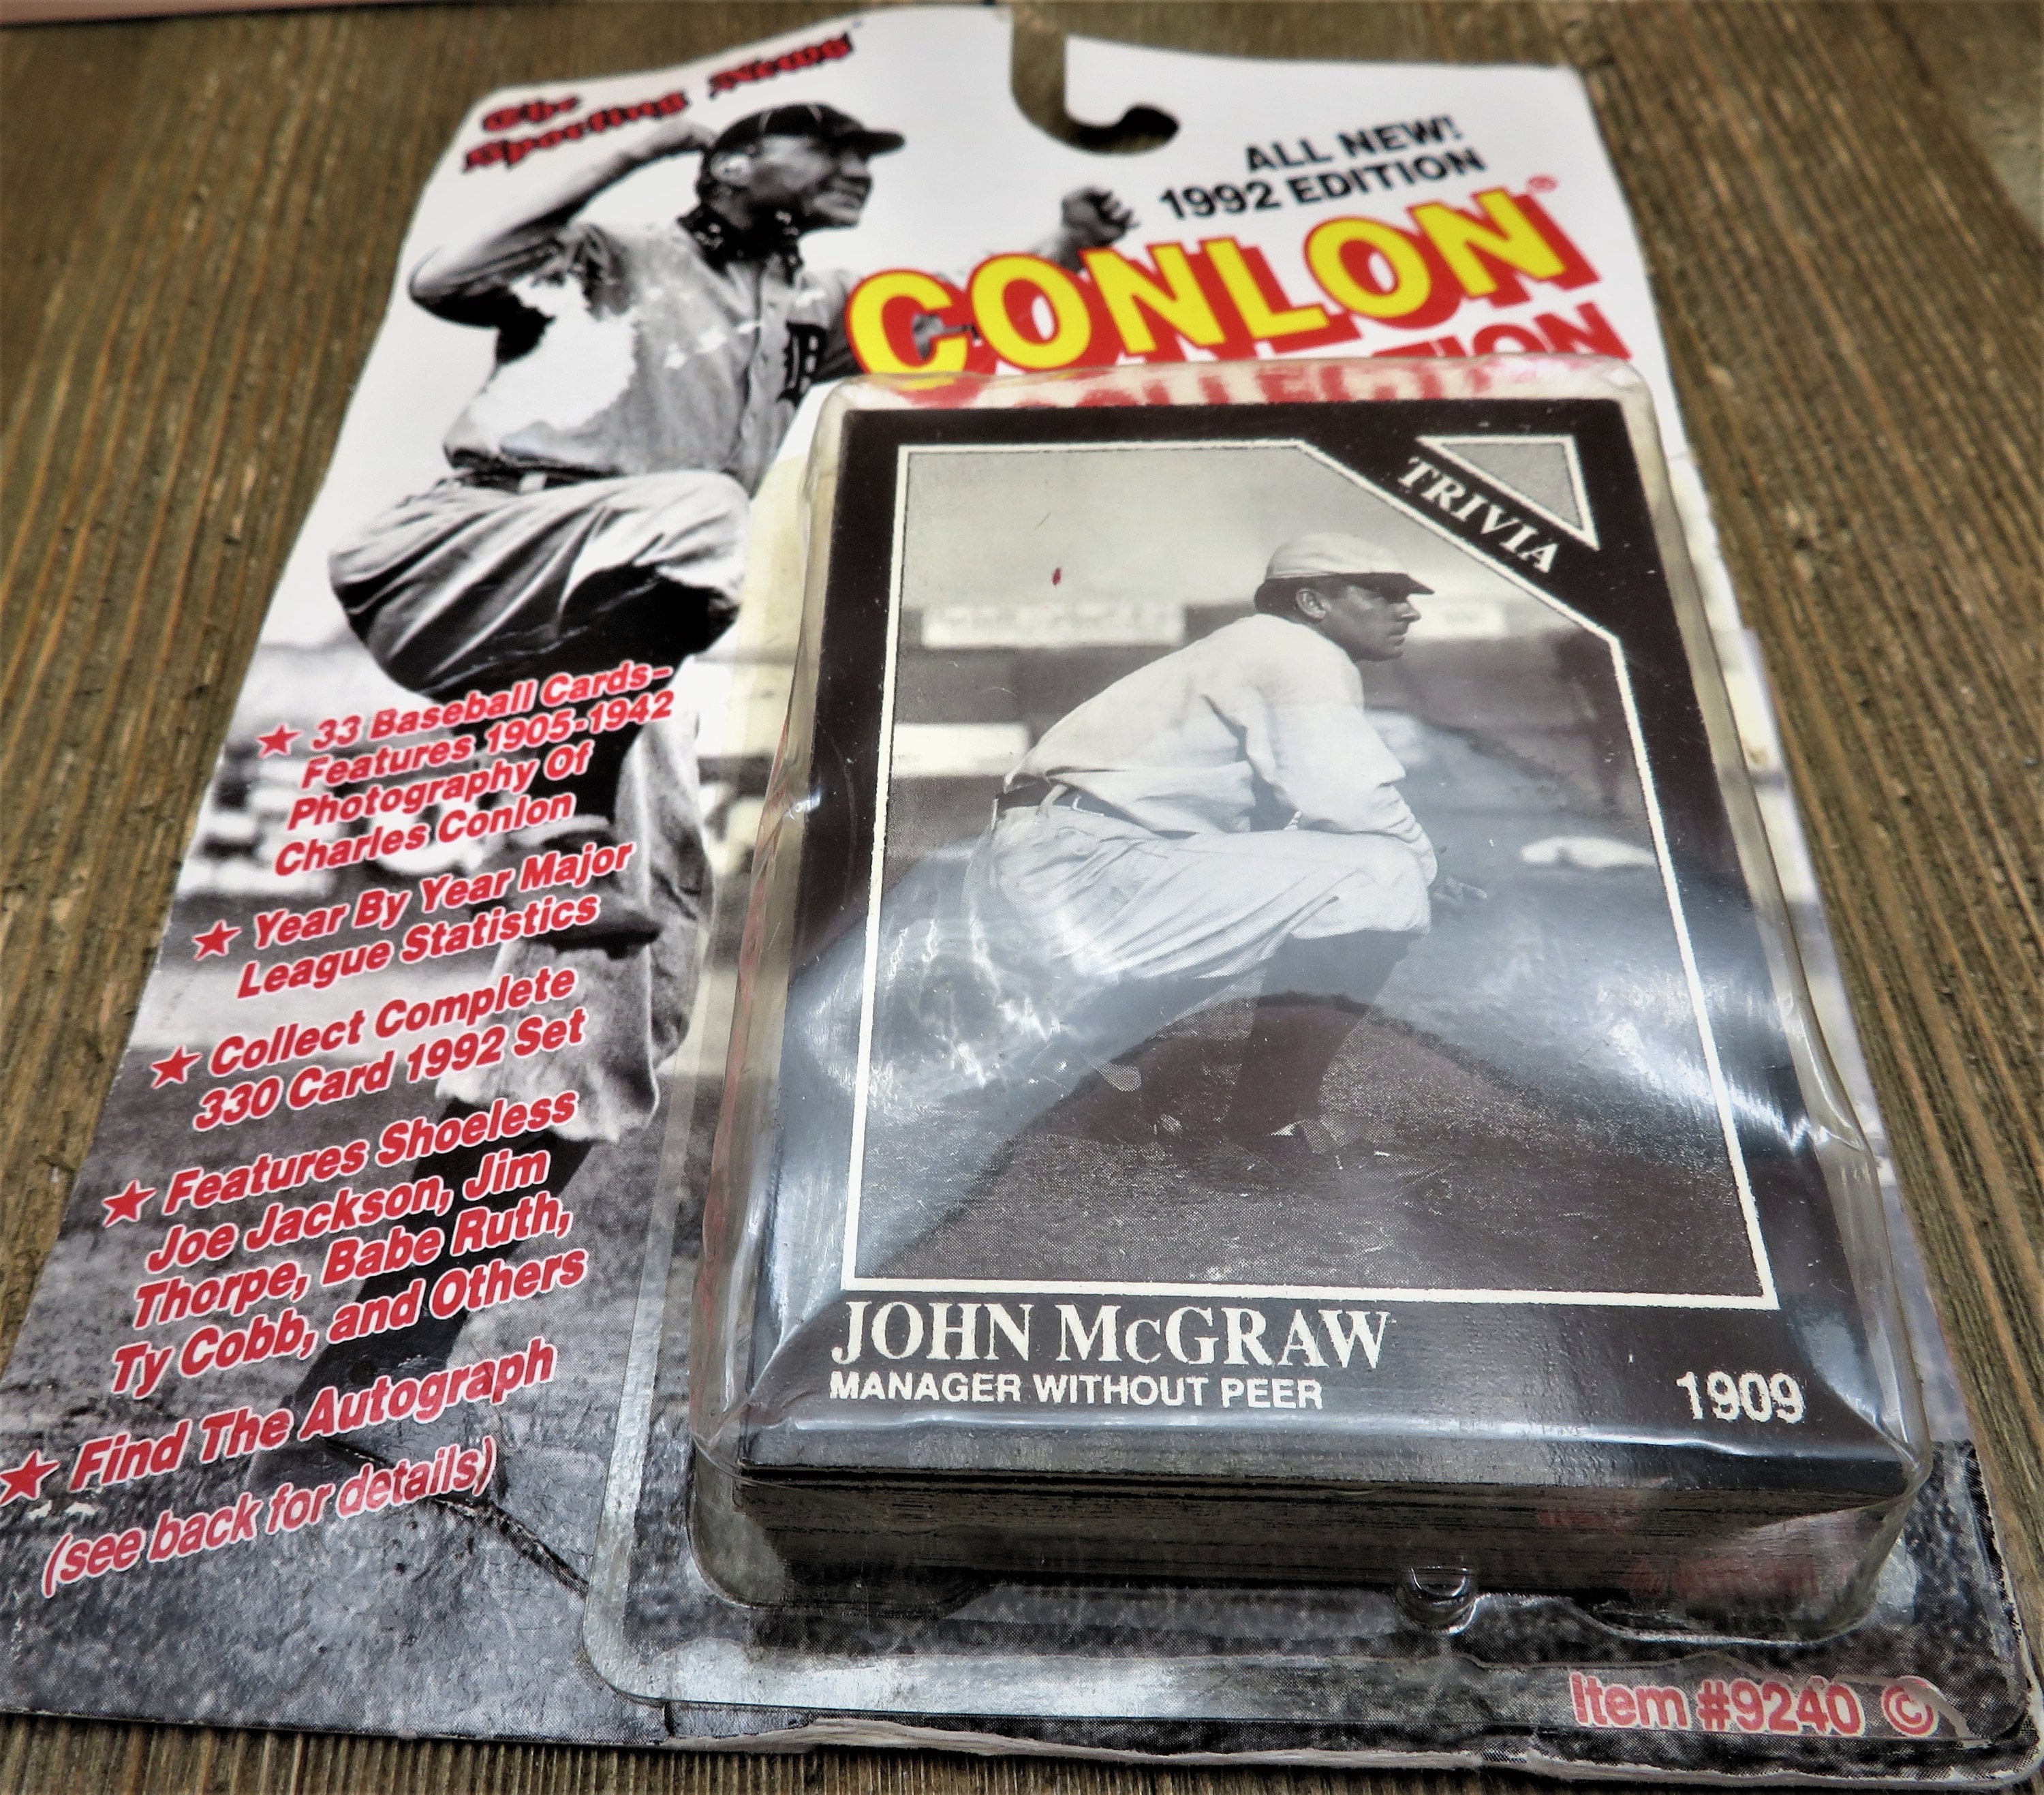 The
Sporting News
ALL NEW!
1992 EDITION
CONLON®
COLLECTION
★ 33 Baseball Cards-
Features 1905-1942
Photography Of
Charles Conlon
★ Year By Year Major
League Statistics
★ Collect Complete
330 Card 1992 Set
★ Features Shoeless
Joe Jackson, Jim
Thorpe, Babe Ruth,
Ty Cobb, and Others
★ Find The Autograph
(see back for details)
TRIVIA
JOHN McGRAW
MANAGER WITHOUT PEER
1909
Item #9240 ©